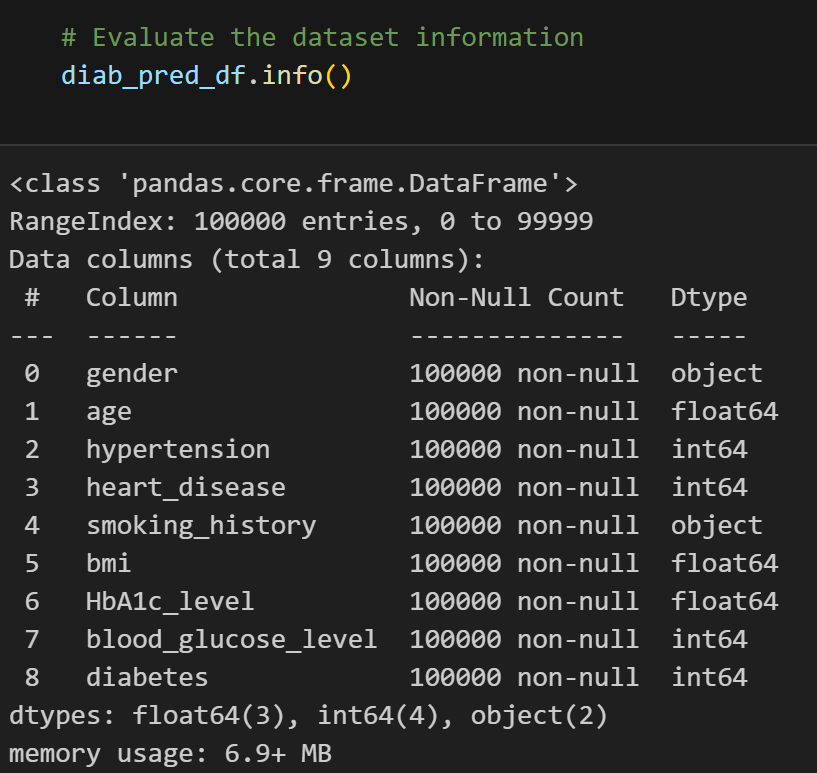 # Evaluate the dataset information
diab_pred_df.info()
<class 'pandas.core.frame.DataFrame'>
RangeIndex: 100000 entries, 0 to 99999
Data columns (total 9 columns):
 #   Column               Non-Null Count   Dtype
---  ------               --------------   -----
 0   gender               100000 non-null  object
 1   age                  100000 non-null  float64
 2   hypertension         100000 non-null  int64
 3   heart_disease        100000 non-null  int64
 4   smoking_history      100000 non-null  object
 5   bmi                  100000 non-null  float64
 6   HbA1c_level          100000 non-null  float64
 7   blood_glucose_level  100000 non-null  int64
 8   diabetes             100000 non-null  int64
dtypes: float64(3), int64(4), object(2)
memory usage: 6.9+ MB